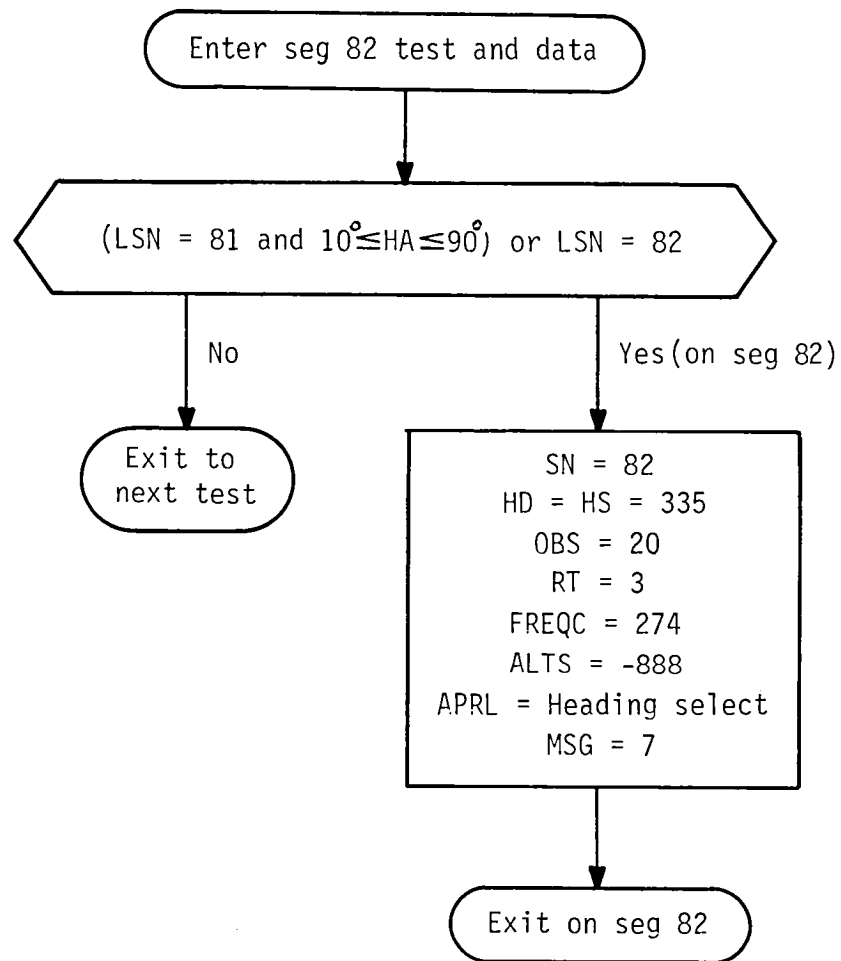 Enter seg 82 test and data
(LSN = 81 and 10°≤HA≤90°) or LSN = 82
No
Yes (on seg 82)
Exit to
next test
SN = 82
HD = HS = 335
OBS = 20
RT = 3
FREQC = 274
ALTS = -888
APRL = Heading select
MSG = 7
Exit on seg 82